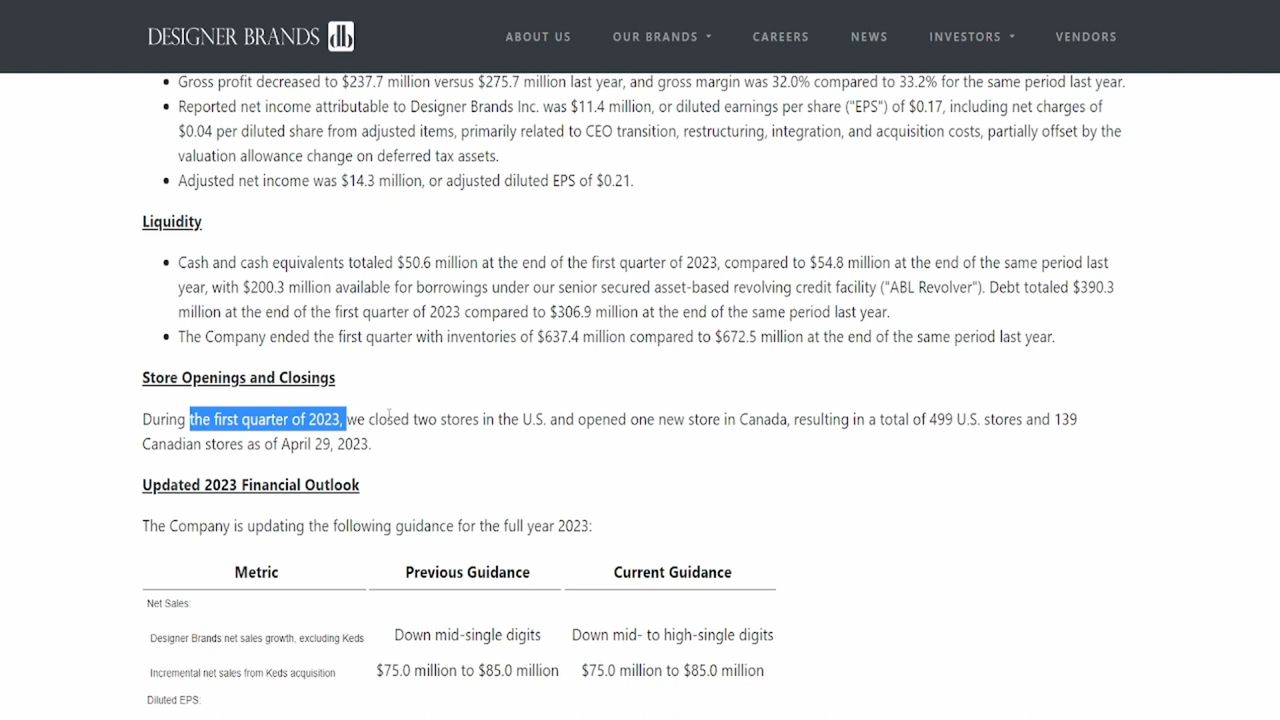 DESIGNER BRANDS db
ABOUT US OUR BRANDS CAREERS NEWS INVESTORS VENDORS
• Gross profit decreased to $237.7 million versus $275.7 million last year, and gross margin was 32.0% compared to 33.2% for the same period last year.
• Reported net income attributable to Designer Brands Inc. was $11.4 million, or diluted earnings per share ("EPS") of $0.17, including net charges of
$0.04 per diluted share from adjusted items, primarily related to CEO transition, restructuring, integration, and acquisition costs, partially offset by the
valuation allowance change on deferred tax assets.
• Adjusted net income was $14.3 million, or adjusted diluted EPS of $0.21.
Liquidity
• Cash and cash equivalents totaled $50.6 million at the end of the first quarter of 2023, compared to $54.8 million at the end of the same period last
year, with $200.3 million available for borrowings under our senior secured asset-based revolving credit facility ("ABL Revolver"). Debt totaled $390.3
million at the end of the first quarter of 2023 compared to $306.9 million at the end of the same period last year.
• The Company ended the first quarter with inventories of $637.4 million compared to $672.5 million at the end of the same period last year.
Store Openings and Closings
During the first quarter of 2023, we closed two stores in the U.S. and opened one new store in Canada, resulting in a total of 499 U.S. stores and 139
Canadian stores as of April 29, 2023.
Updated 2023 Financial Outlook
The Company is updating the following guidance for the full year 2023:
Metric Previous Guidance Current Guidance
Net Sales:
Designer Brands net sales growth, excluding Keds Down mid-single digits Down mid- to high-single digits
Incremental net sales from Keds acquisition $75.0 million to $85.0 million $75.0 million to $85.0 million
Diluted EPS: